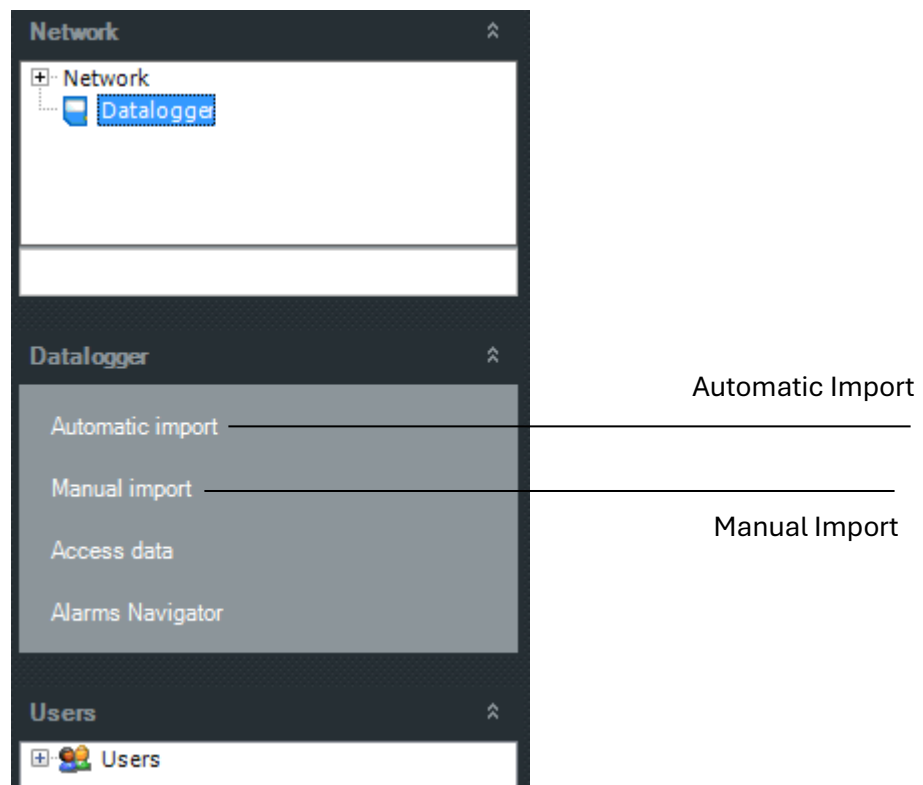 Network
Network
Datalogger
Datalogger
Automatic import
Automatic Import
Manual import
Manual Import
Access data
Alarms Navigator
Users
Users